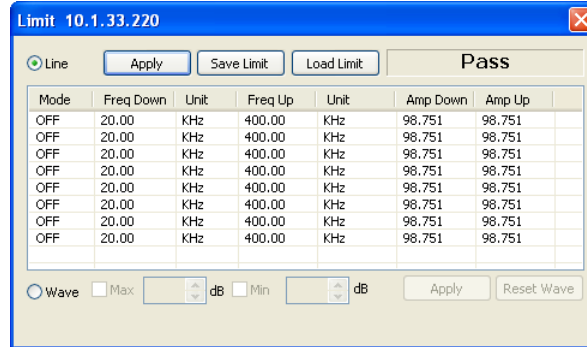 Limit 10.1.33.220
Line Apply Save Limit Load Limit Pass
Mode Freq Down Unit Freq Up Unit Amp Down Amp Up
OFF 20.00 KHz 400.00 KHz 98.751 98.751
OFF 20.00 KHz 400.00 KHz 98.751 98.751
OFF 20.00 KHz 400.00 KHz 98.751 98.751
OFF 20.00 KHz 400.00 KHz 98.751 98.751
OFF 20.00 KHz 400.00 KHz 98.751 98.751
OFF 20.00 KHz 400.00 KHz 98.751 98.751
OFF 20.00 KHz 400.00 KHz 98.751 98.751
OFF 20.00 KHz 400.00 KHz 98.751 98.751
Wave Max dB Min dB Apply Reset Wave